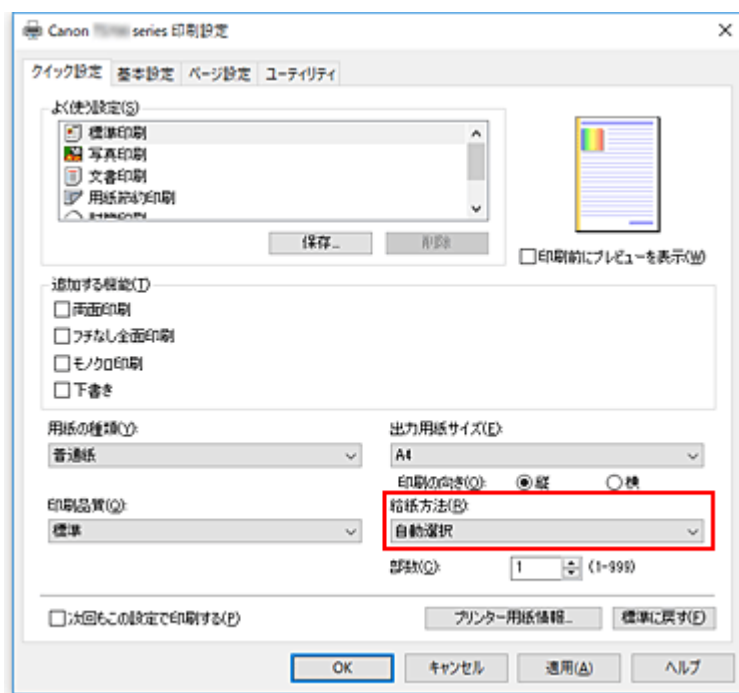 Canon series 印刷設定
クイック設定 基本設定 ページ設定 ユーティリティ
よく使う設定(S)
標準印刷
写真印刷
文書印刷
用紙節約印刷
保存... 削除
印刷前にプレビューを表示(W)
追加する機能(T)
両面印刷
フチなし全面印刷
モノクロ印刷
下書き
用紙の種類(Y):
普通紙
出力用紙サイズ(E):
A4
印刷の向き(O): 縦 横
印刷品質(Q):
標準
給紙方法(R):
自動選択
部数(C): 1 (1-999)
次回もこの設定で印刷する(P)
プリンター用紙情報... 標準に戻す(F)
OK キャンセル 適用(A) ヘルプ